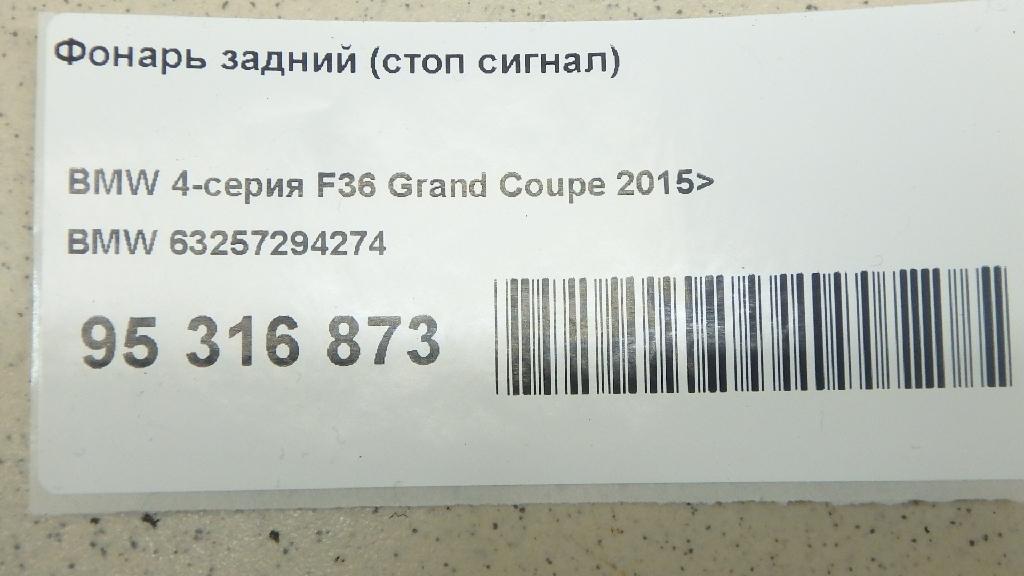 Фонарь задний (стоп сигнал)
BMW 4-серия F36 Grand Coupe 2015>
BMW 63257294274
95 316 873